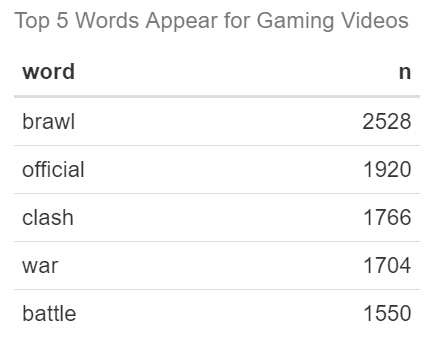 Top 5 Words Appear for Gaming Videos
word n
brawl 2528
official 1920
clash 1766
war 1704
battle 1550